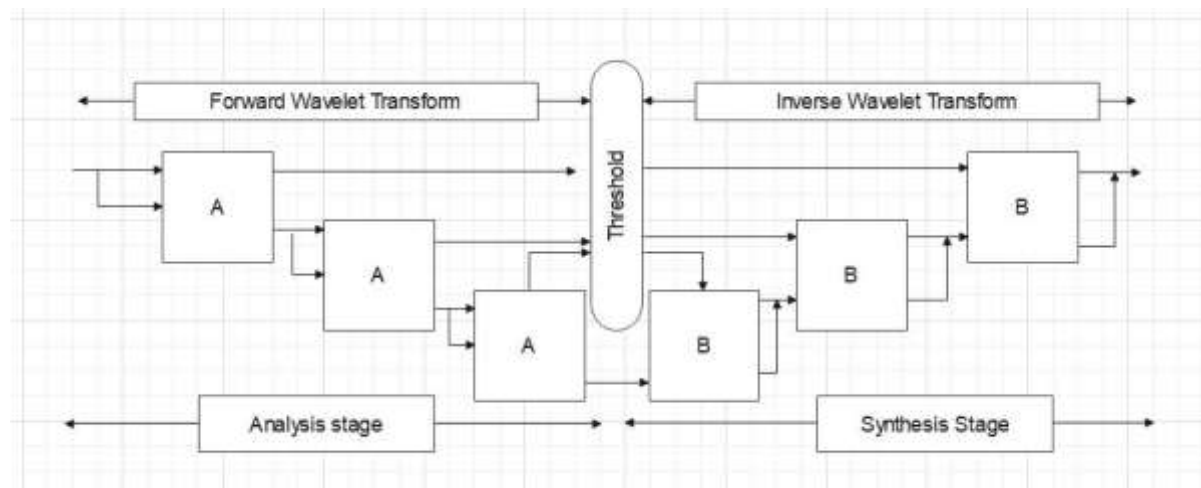 Forward Wavelet Transform
Inverse Wavelet Transform
Threshold
A
B
A
B
A
B
Analysis stage
Synthesis Stage